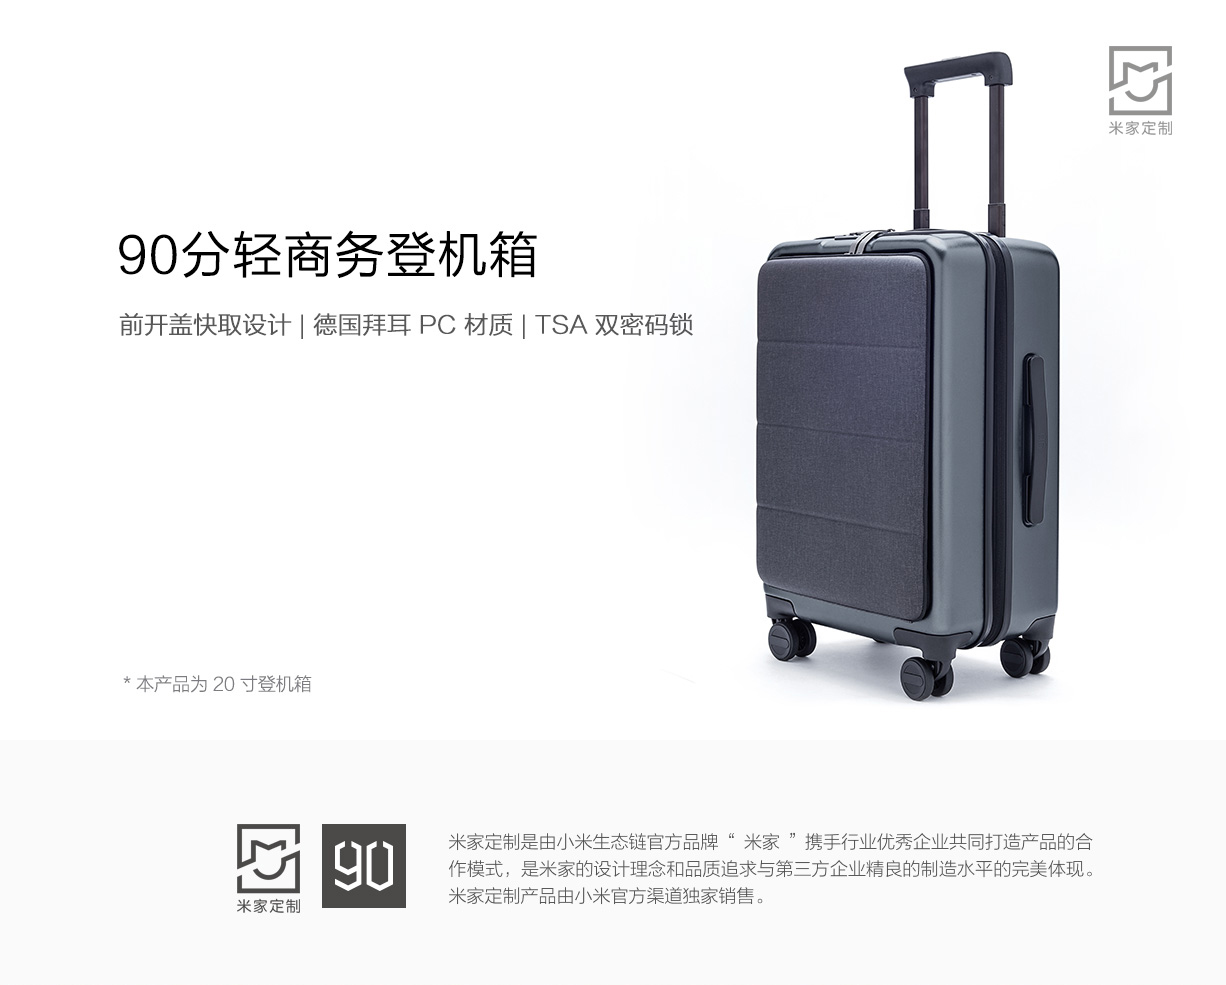 米家定制
90分轻商务登机箱
前开盖快取设计 | 德国拜耳 PC 材质 | TSA 双密码锁
* 本产品为 20 寸登机箱
米家定制
90
米家定制是由小米生态链官方品牌“ 米家 ”携手行业优秀企业共同打造产品的合
作模式，是米家的设计理念和品质追求与第三方企业精良的制造水平的完美体现。
米家定制产品由小米官方渠道独家销售。